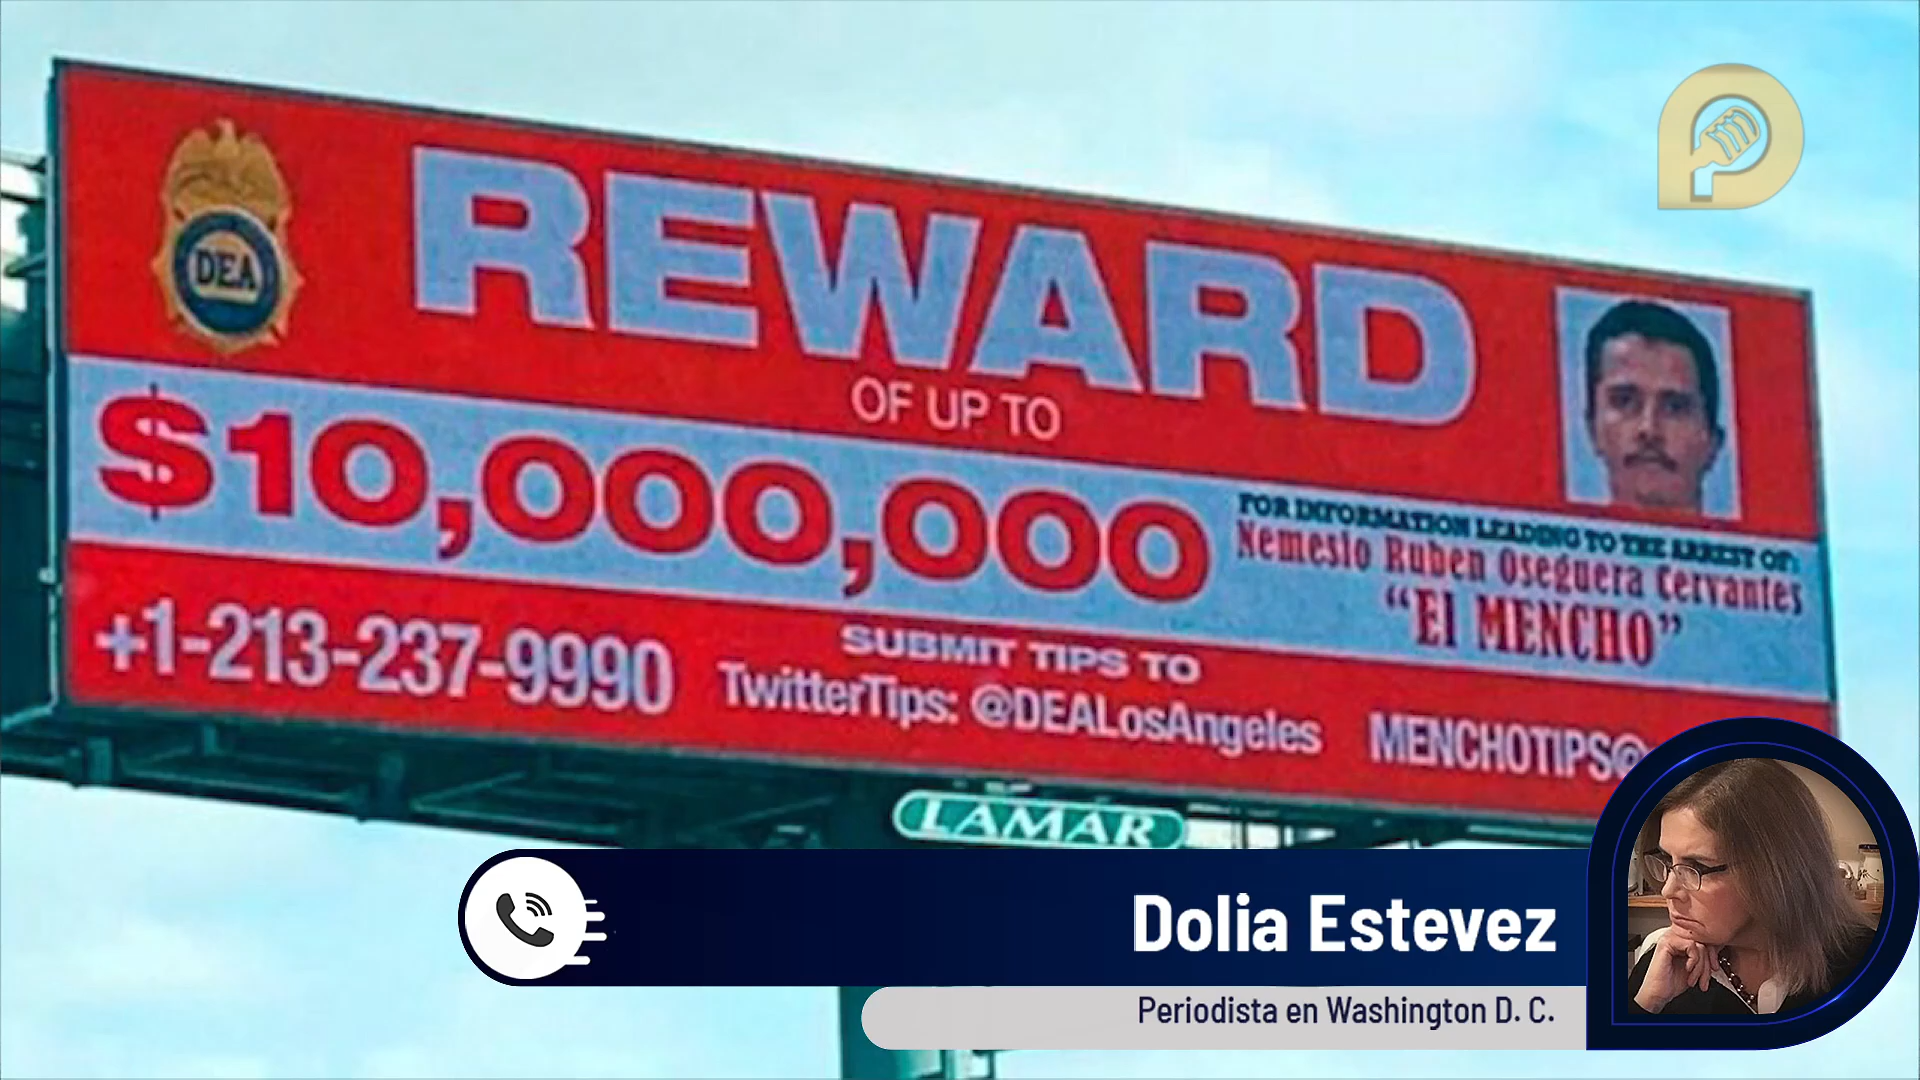 DEA
REWARD
OF UP TO
$10,000,000
FOR INFORMATION LEADING TO THE ARREST OF:
Nemesio Ruben Oseguera Cervantes
"El MENCHO"
+1-213-237-9990
SUBMIT TIPS TO
TwitterTips: @DEALosAngeles
MENCHOTIPS@
LAMAR
Dolia Estevez
Periodista en Washington D. C.